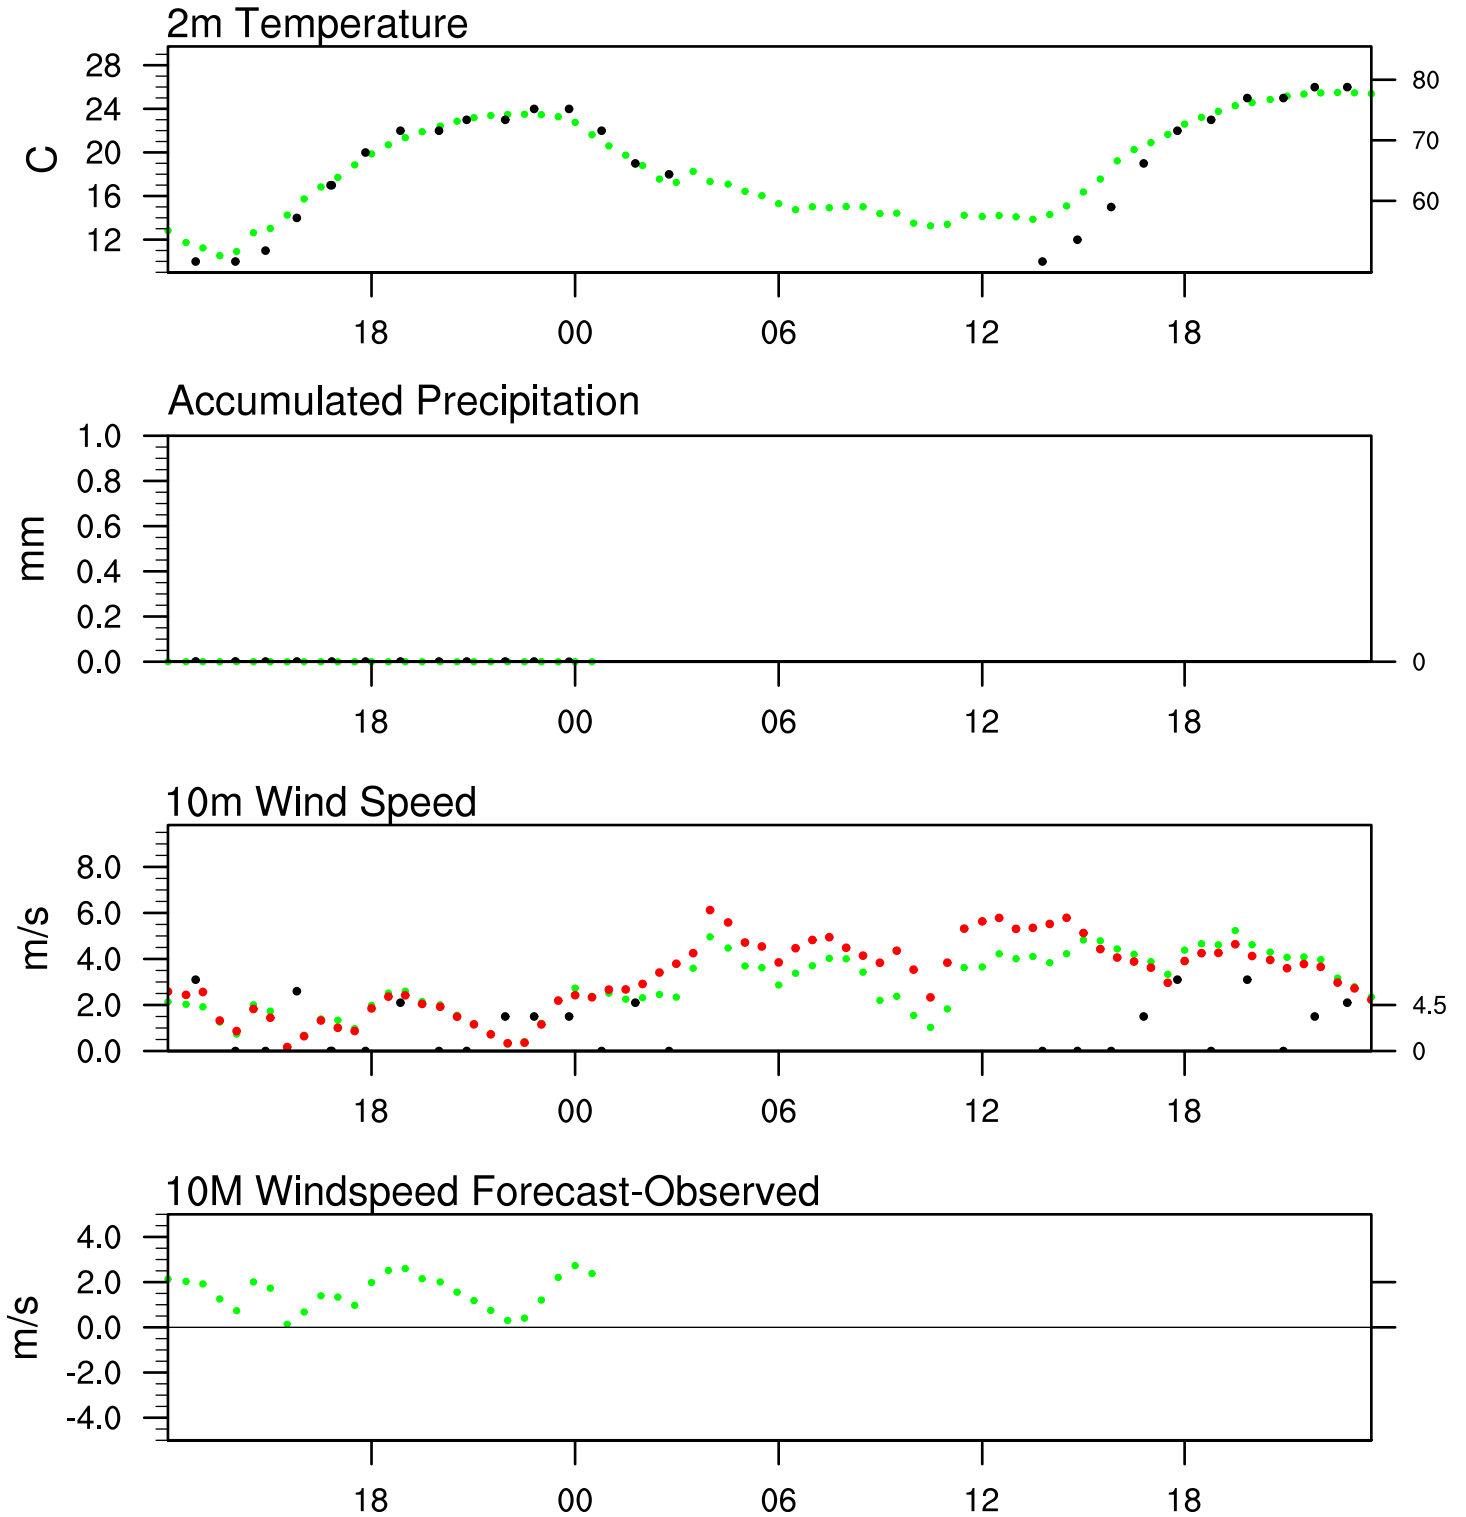 2m Temperature
28
24
20
16
12
C
80
70
60
18 00 06 12 18
Accumulated Precipitation
1.0
0.8
0.6
0.4
0.2
0.0
mm
0
18 00 06 12 18
10m Wind Speed
8.0
6.0
4.0
2.0
0.0
m/s
4.5
0
18 00 06 12 18
10M Windspeed Forecast-Observed
4.0
2.0
0.0
-2.0
-4.0
m/s
18 00 06 12 18